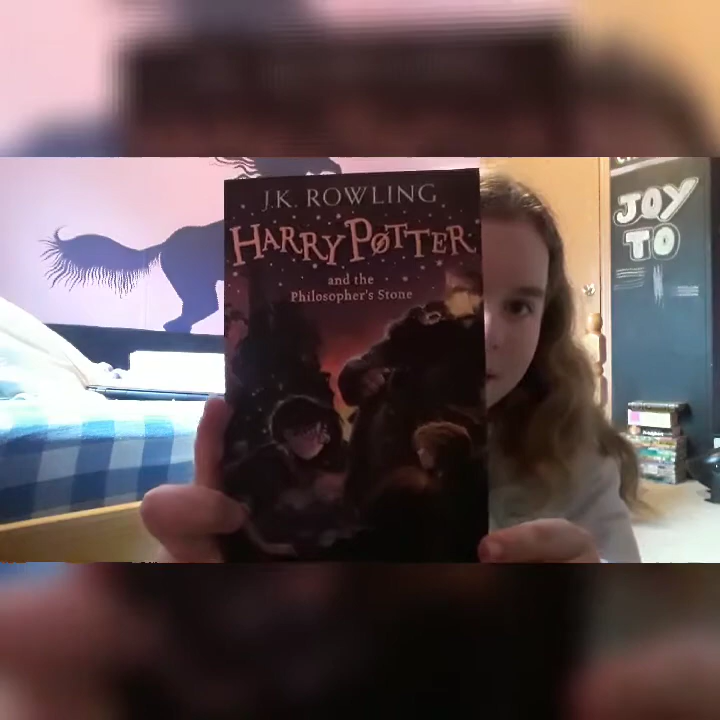 J.K. ROWLING
HARRY POTTER
and the
Philosopher's Stone
JOY
TO